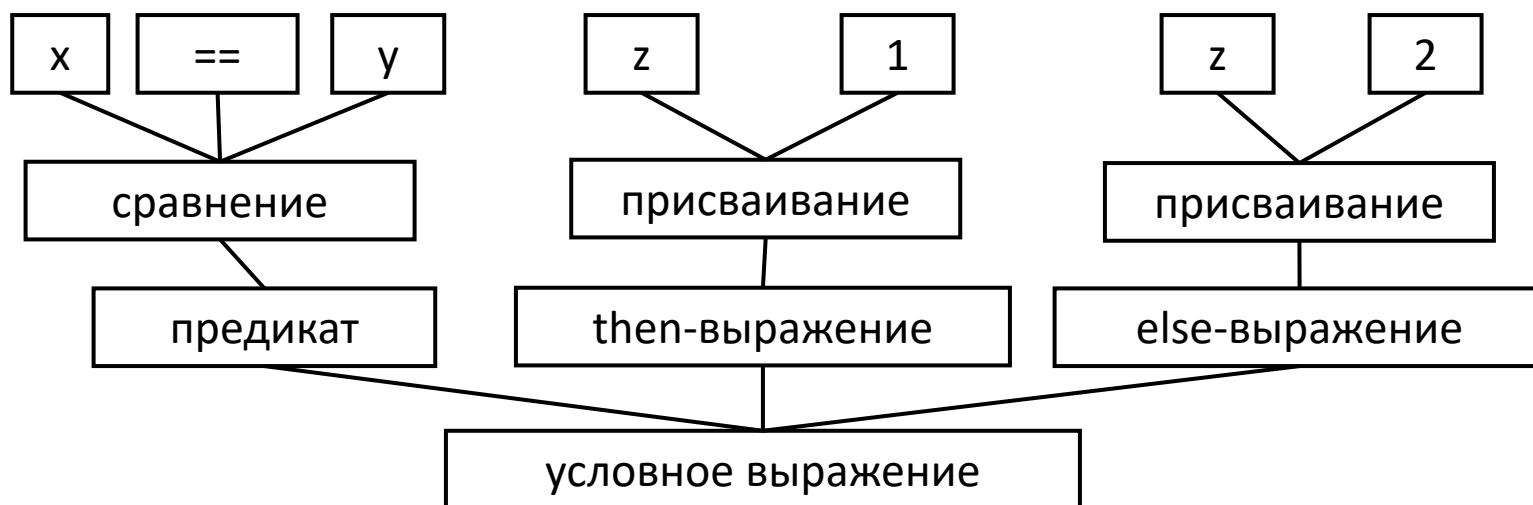 x == y z 1 z 2
сравнение присваивание присваивание
предикат then-выражение else-выражение
условное выражение